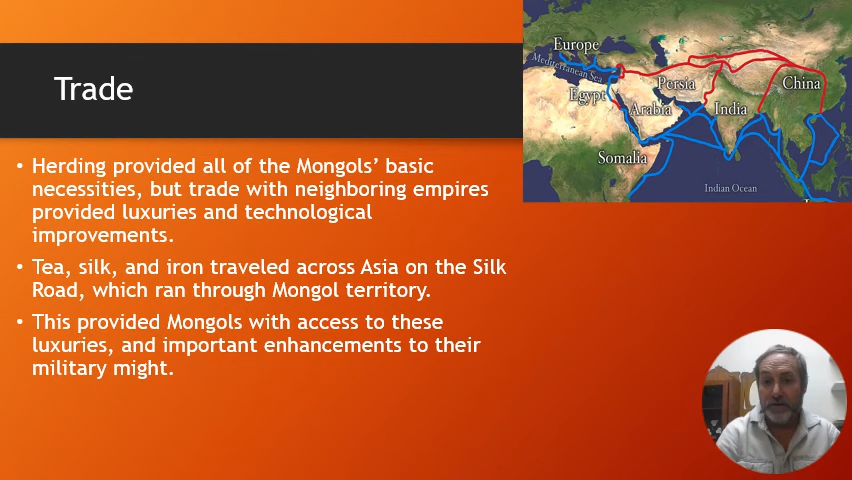 Trade
• Herding provided all of the Mongols’ basic
necessities, but trade with neighboring empires
provided luxuries and technological
improvements.
• Tea, silk, and iron traveled across Asia on the Silk
Road, which ran through Mongol territory.
• This provided Mongols with access to these
luxuries, and important enhancements to their
military might.
Europe
Mediterranean Sea
Egypt
Persia
China
Arabia
India
Somalia
Indian Ocean